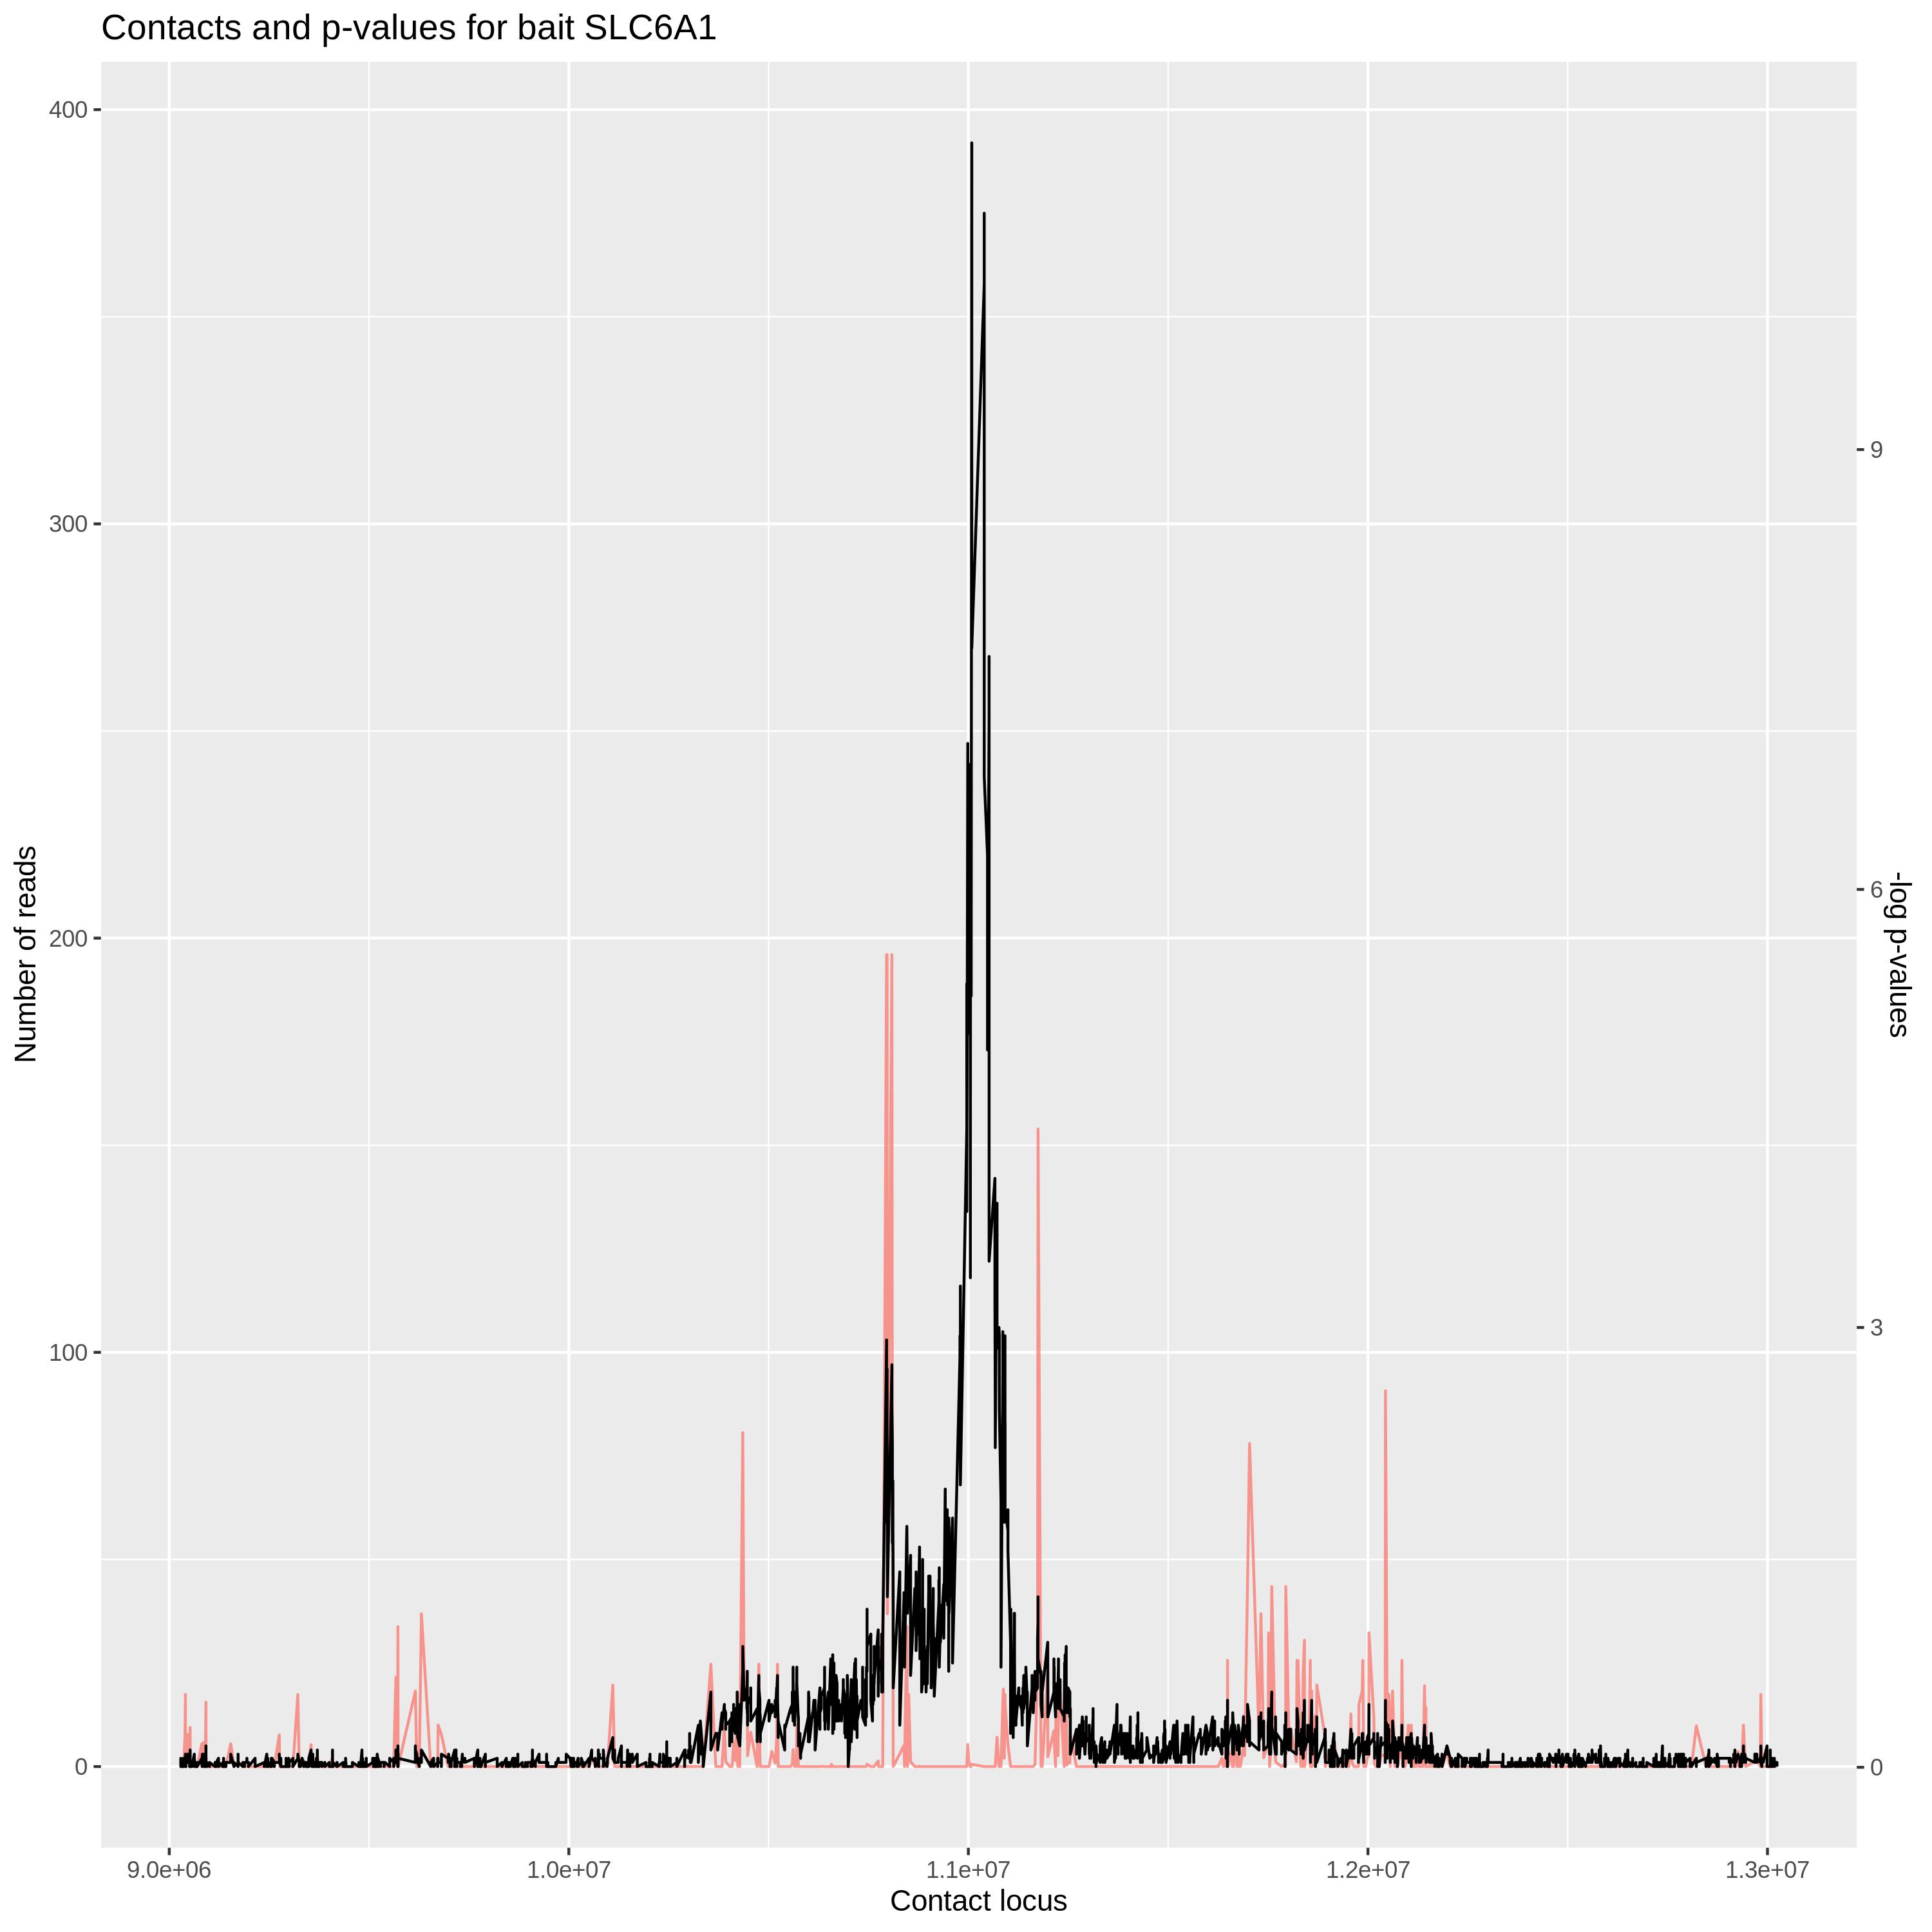 Contacts and p-values for bait SLC6A1
400
300
200
100
0
Number of reads
9
6
3
0
-log p-values
9.0e+06 1.0e+07 1.1e+07 1.2e+07 1.3e+07
Contact locus